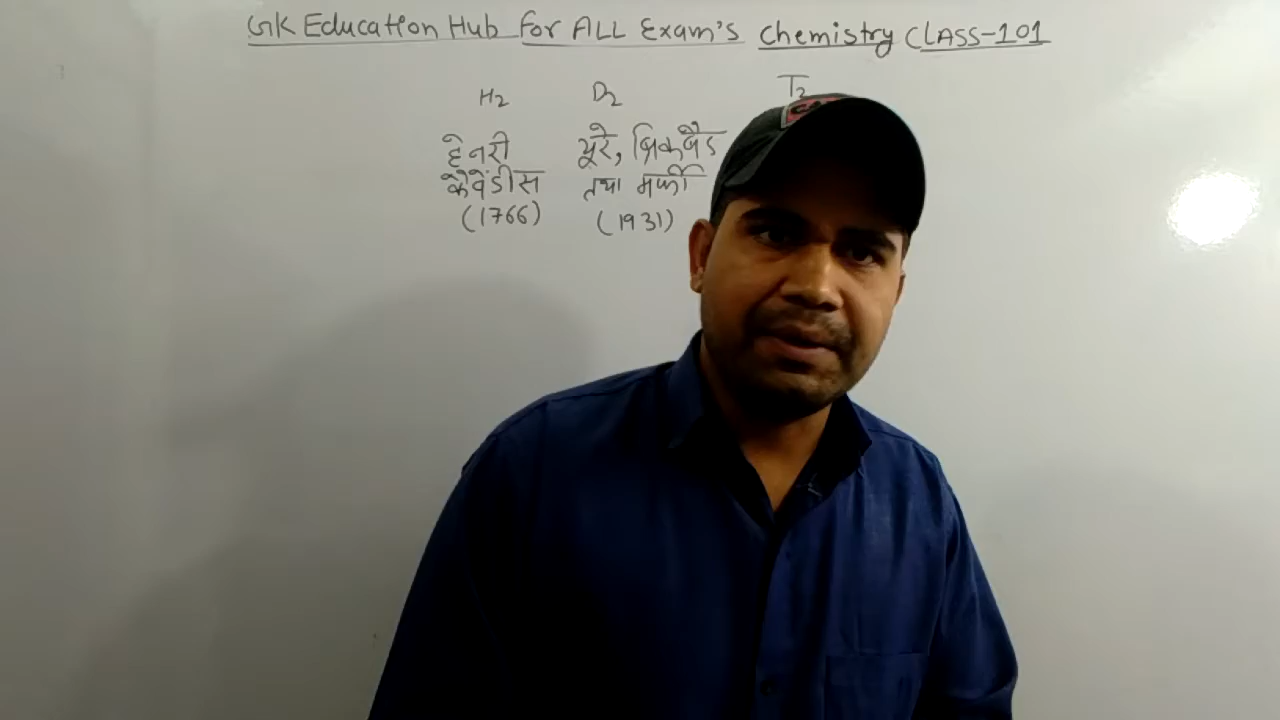 GK Education Hub for ALL Exam's Chemistry CLASS-101
H2 D2 T2
हेनरी यूरे, ब्रिकवैड
केवेंडीस तथा मर्फी
(1766) (1931)